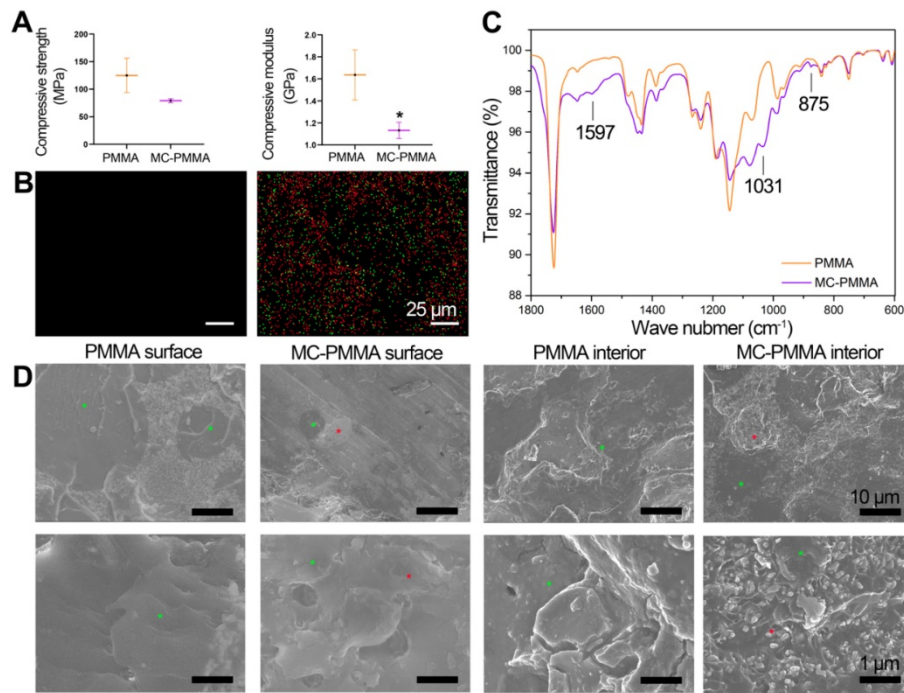 A
Compressive strength
(MPa)
200
150
100
50
0
PMMA
MC-PMMA
Compressive modulus
(GPa)
2.0
1.8
1.6
1.4
1.2
1.0
*
PMMA
MC-PMMA
B
25 µm
C
Transmittance (%)
100
98
96
94
92
90
88
1597
1031
875
PMMA
MC-PMMA
1800
1600
1400
1200
1000
800
600
Wave nubmer (cm⁻¹)
PMMA surface
MC-PMMA surface
PMMA interior
MC-PMMA interior
D
10 µm
1 µm